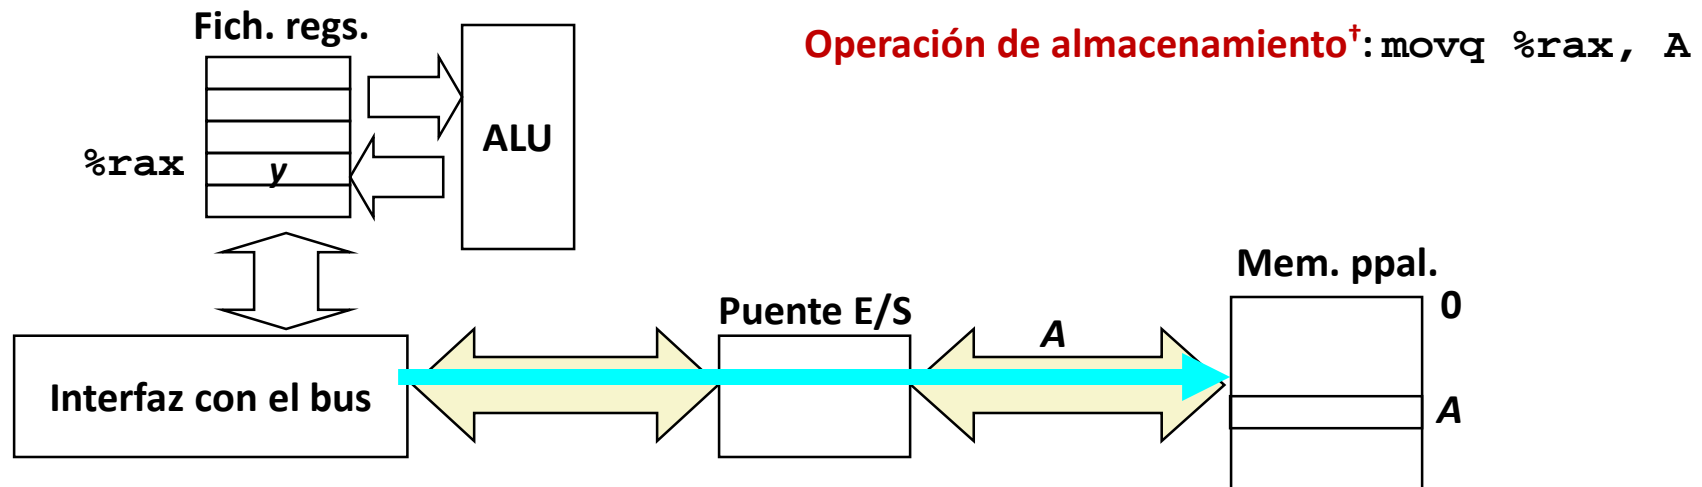 Fich. regs.
Operación de almacenamiento†: movq %rax, A
ALU
%rax
y
Mem. ppal.
0
Puente E/S
A
Interfaz con el bus
A